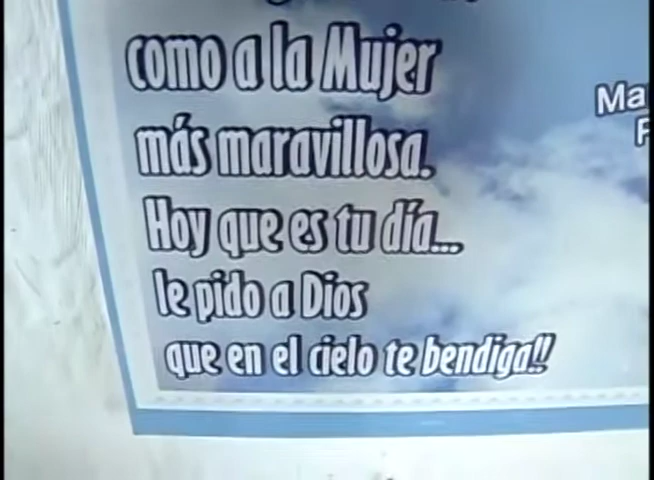 como a la Mujer
más maravillosa.
Hoy que es tu día...
le pido a Dios
que en el cielo te bendiga!!
Ma